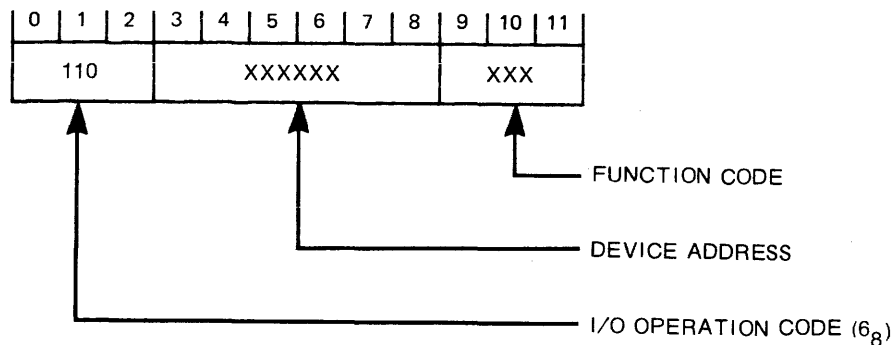 0 1 2 3 4 5 6 7 8 9 10 11
110 XXXXXX XXX
FUNCTION CODE
DEVICE ADDRESS
I/O OPERATION CODE (6₈)